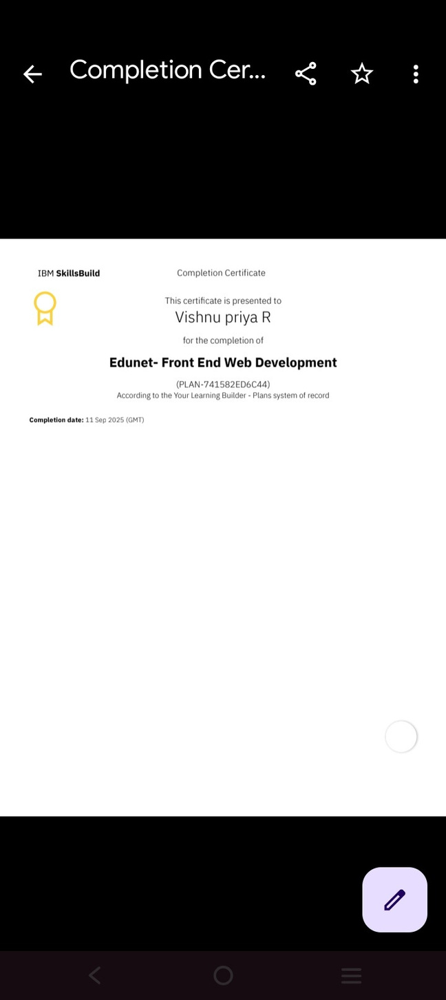 Completion Cer...
IBM SkillsBuild
Completion Certificate
This certificate is presented to
Vishnu priya R
for the completion of
Edunet- Front End Web Development
(PLAN-741582ED6C44)
According to the Your Learning Builder - Plans system of record
Completion date: 11 Sep 2025 (GMT)